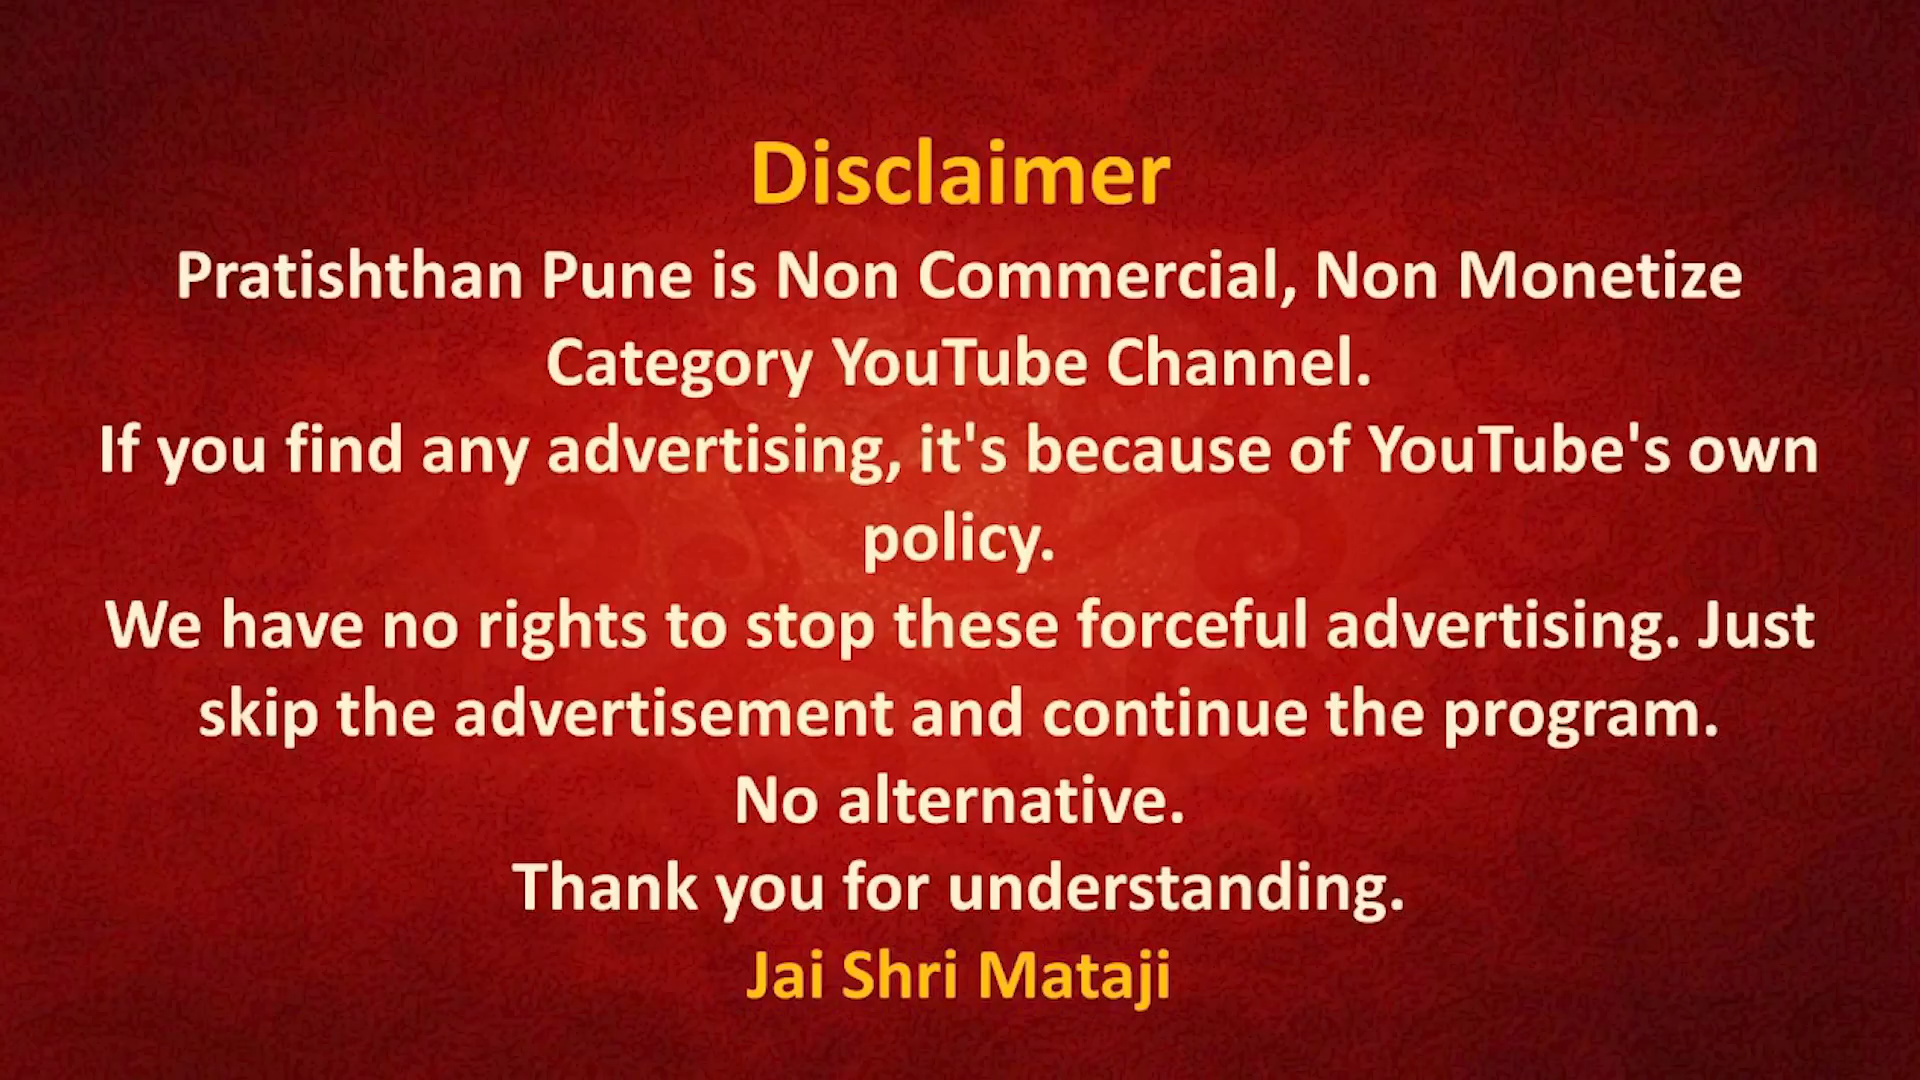 Disclaimer
Pratishthan Pune is Non Commercial, Non Monetize
Category YouTube Channel.
If you find any advertising, it's because of YouTube's own
policy.
We have no rights to stop these forceful advertising. Just
skip the advertisement and continue the program.
No alternative.
Thank you for understanding.
Jai Shri Mataji